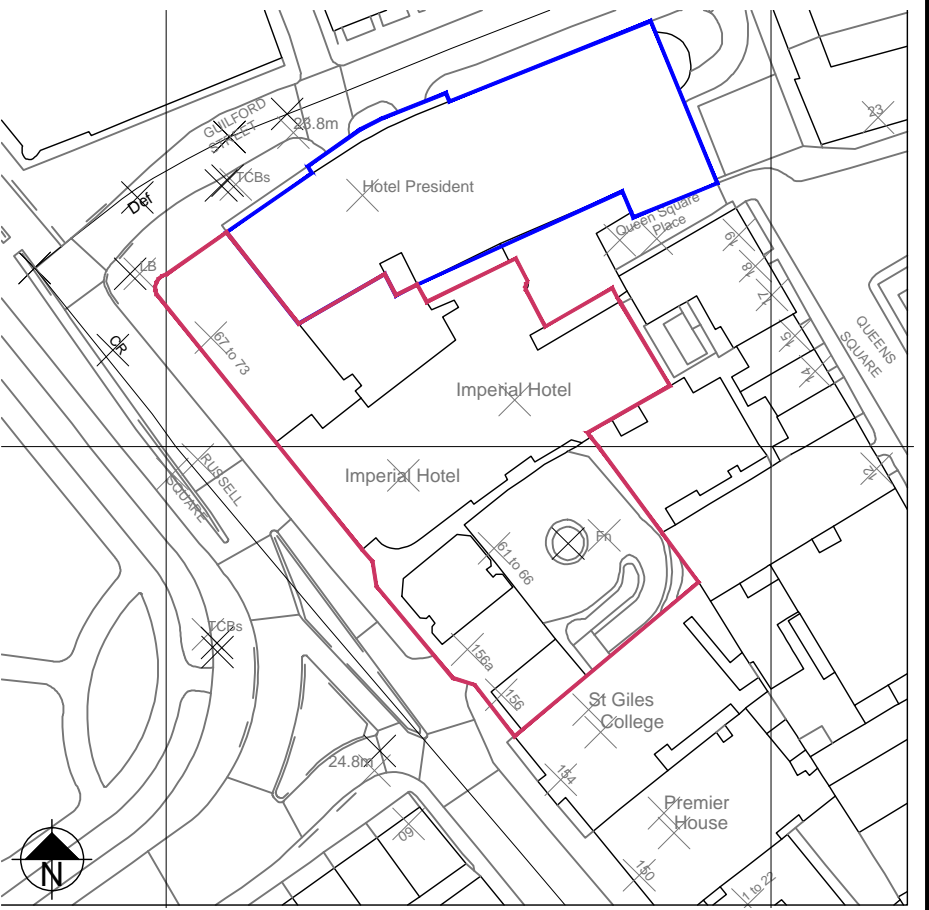 GUILFORD
STREET
23.8m
23
TCBs
Def
Hotel President
Queen Square
Place
19
18
17
LB
CR
67 to 73
15
14
QUEENS
SQUARE
Imperial Hotel
Imperial Hotel
RUSSELL
SQUARE
12
Fn
61 to 66
TCBs
156a
156
St Giles
College
24.8m
154
Premier
House
60
150
1 to 22
N